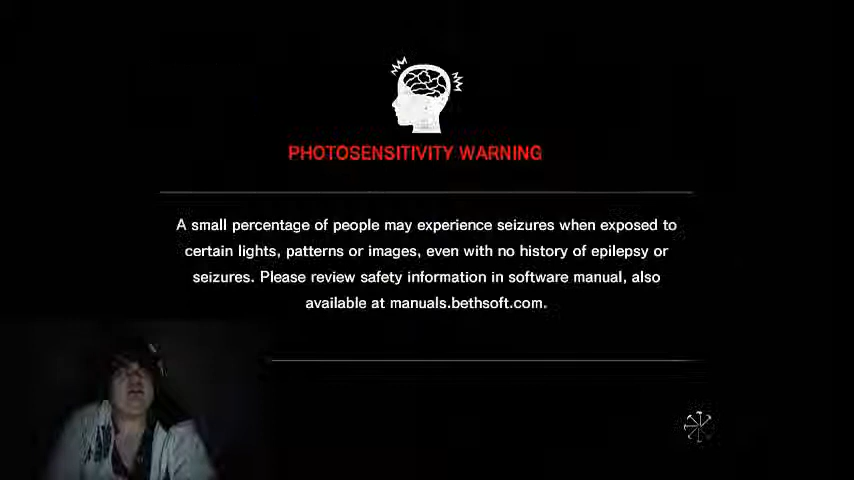 PHOTOSENSITIVITY WARNING
A small percentage of people may experience seizures when exposed to
certain lights, patterns or images, even with no history of epilepsy or
seizures. Please review safety information in software manual, also
available at manuals.bethsoft.com.